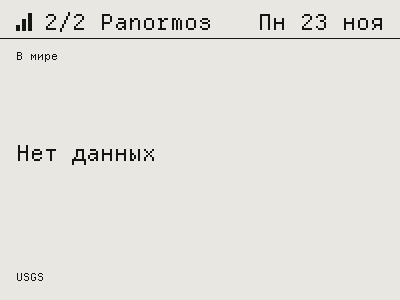 2/2 Panormos Пн 23 ноя
В мире
Нет данных
USGS